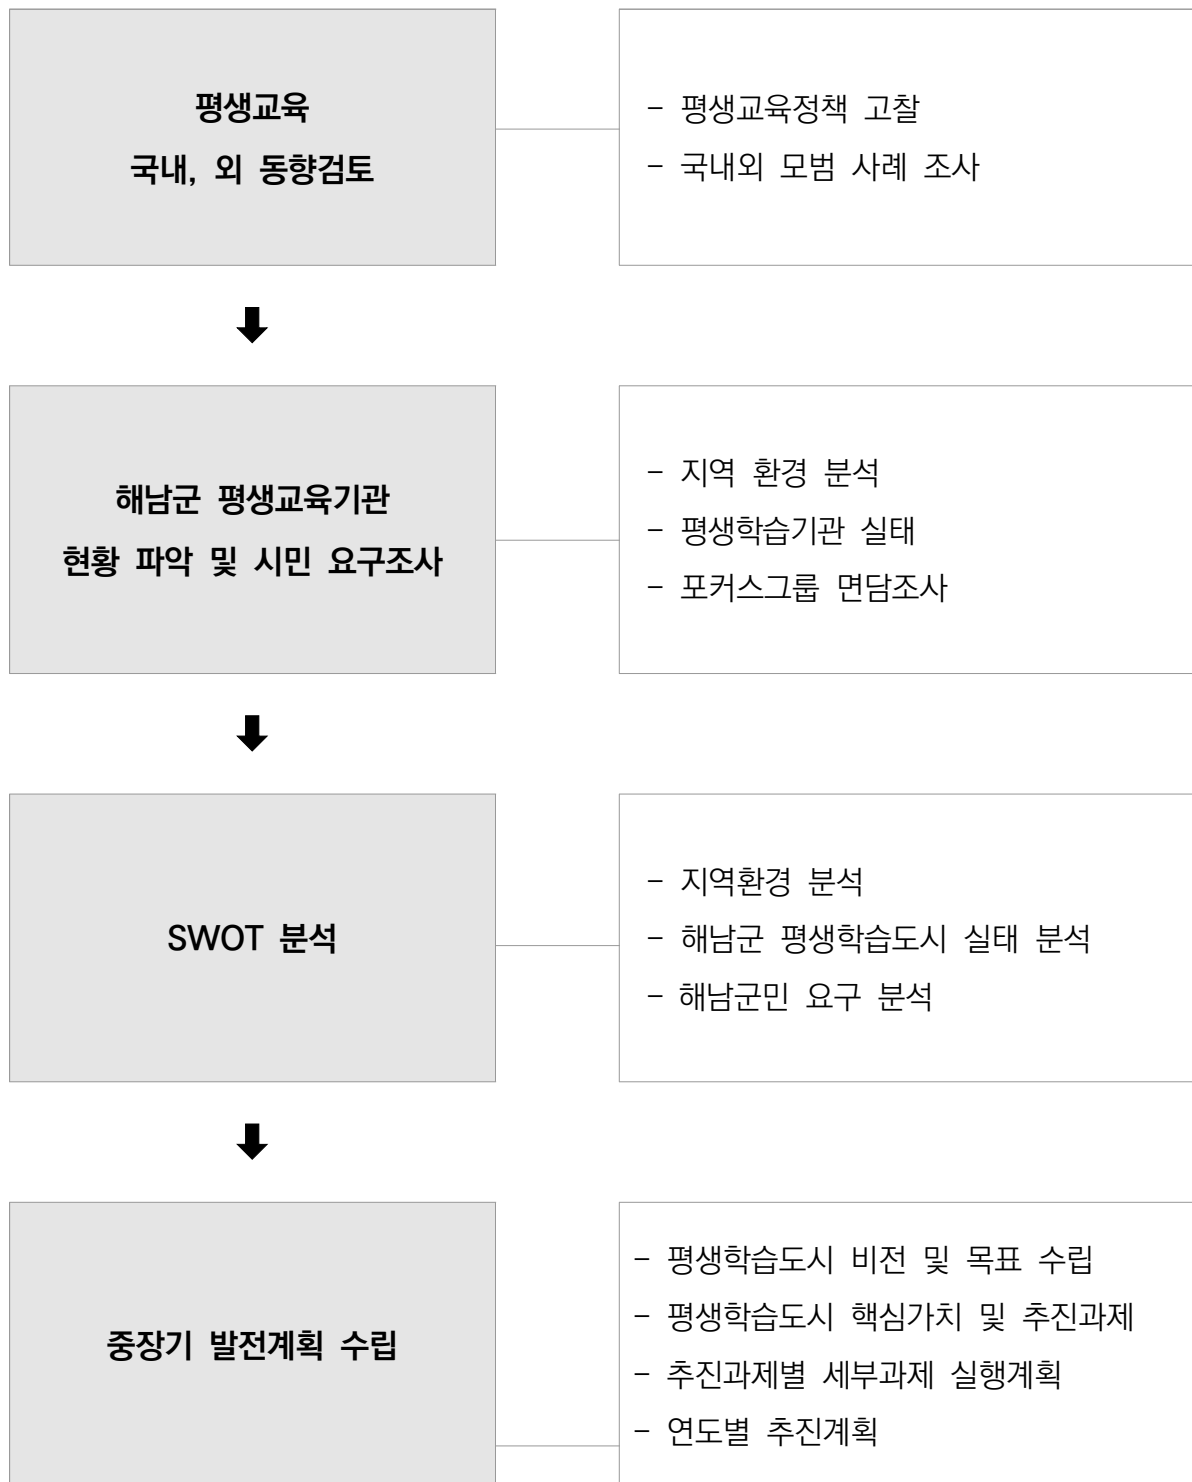 평생교육
국내, 외 동향검토
- 평생교육정책 고찰
- 국내외 모범 사례 조사
해남군 평생교육기관
현황 파악 및 시민 요구조사
- 지역 환경 분석
- 평생학습기관 실태
- 포커스그룹 면담조사
SWOT 분석
- 지역환경 분석
- 해남군 평생학습도시 실태 분석
- 해남군민 요구 분석
중장기 발전계획 수립
- 평생학습도시 비전 및 목표 수립
- 평생학습도시 핵심가치 및 추진과제
- 추진과제별 세부과제 실행계획
- 연도별 추진계획